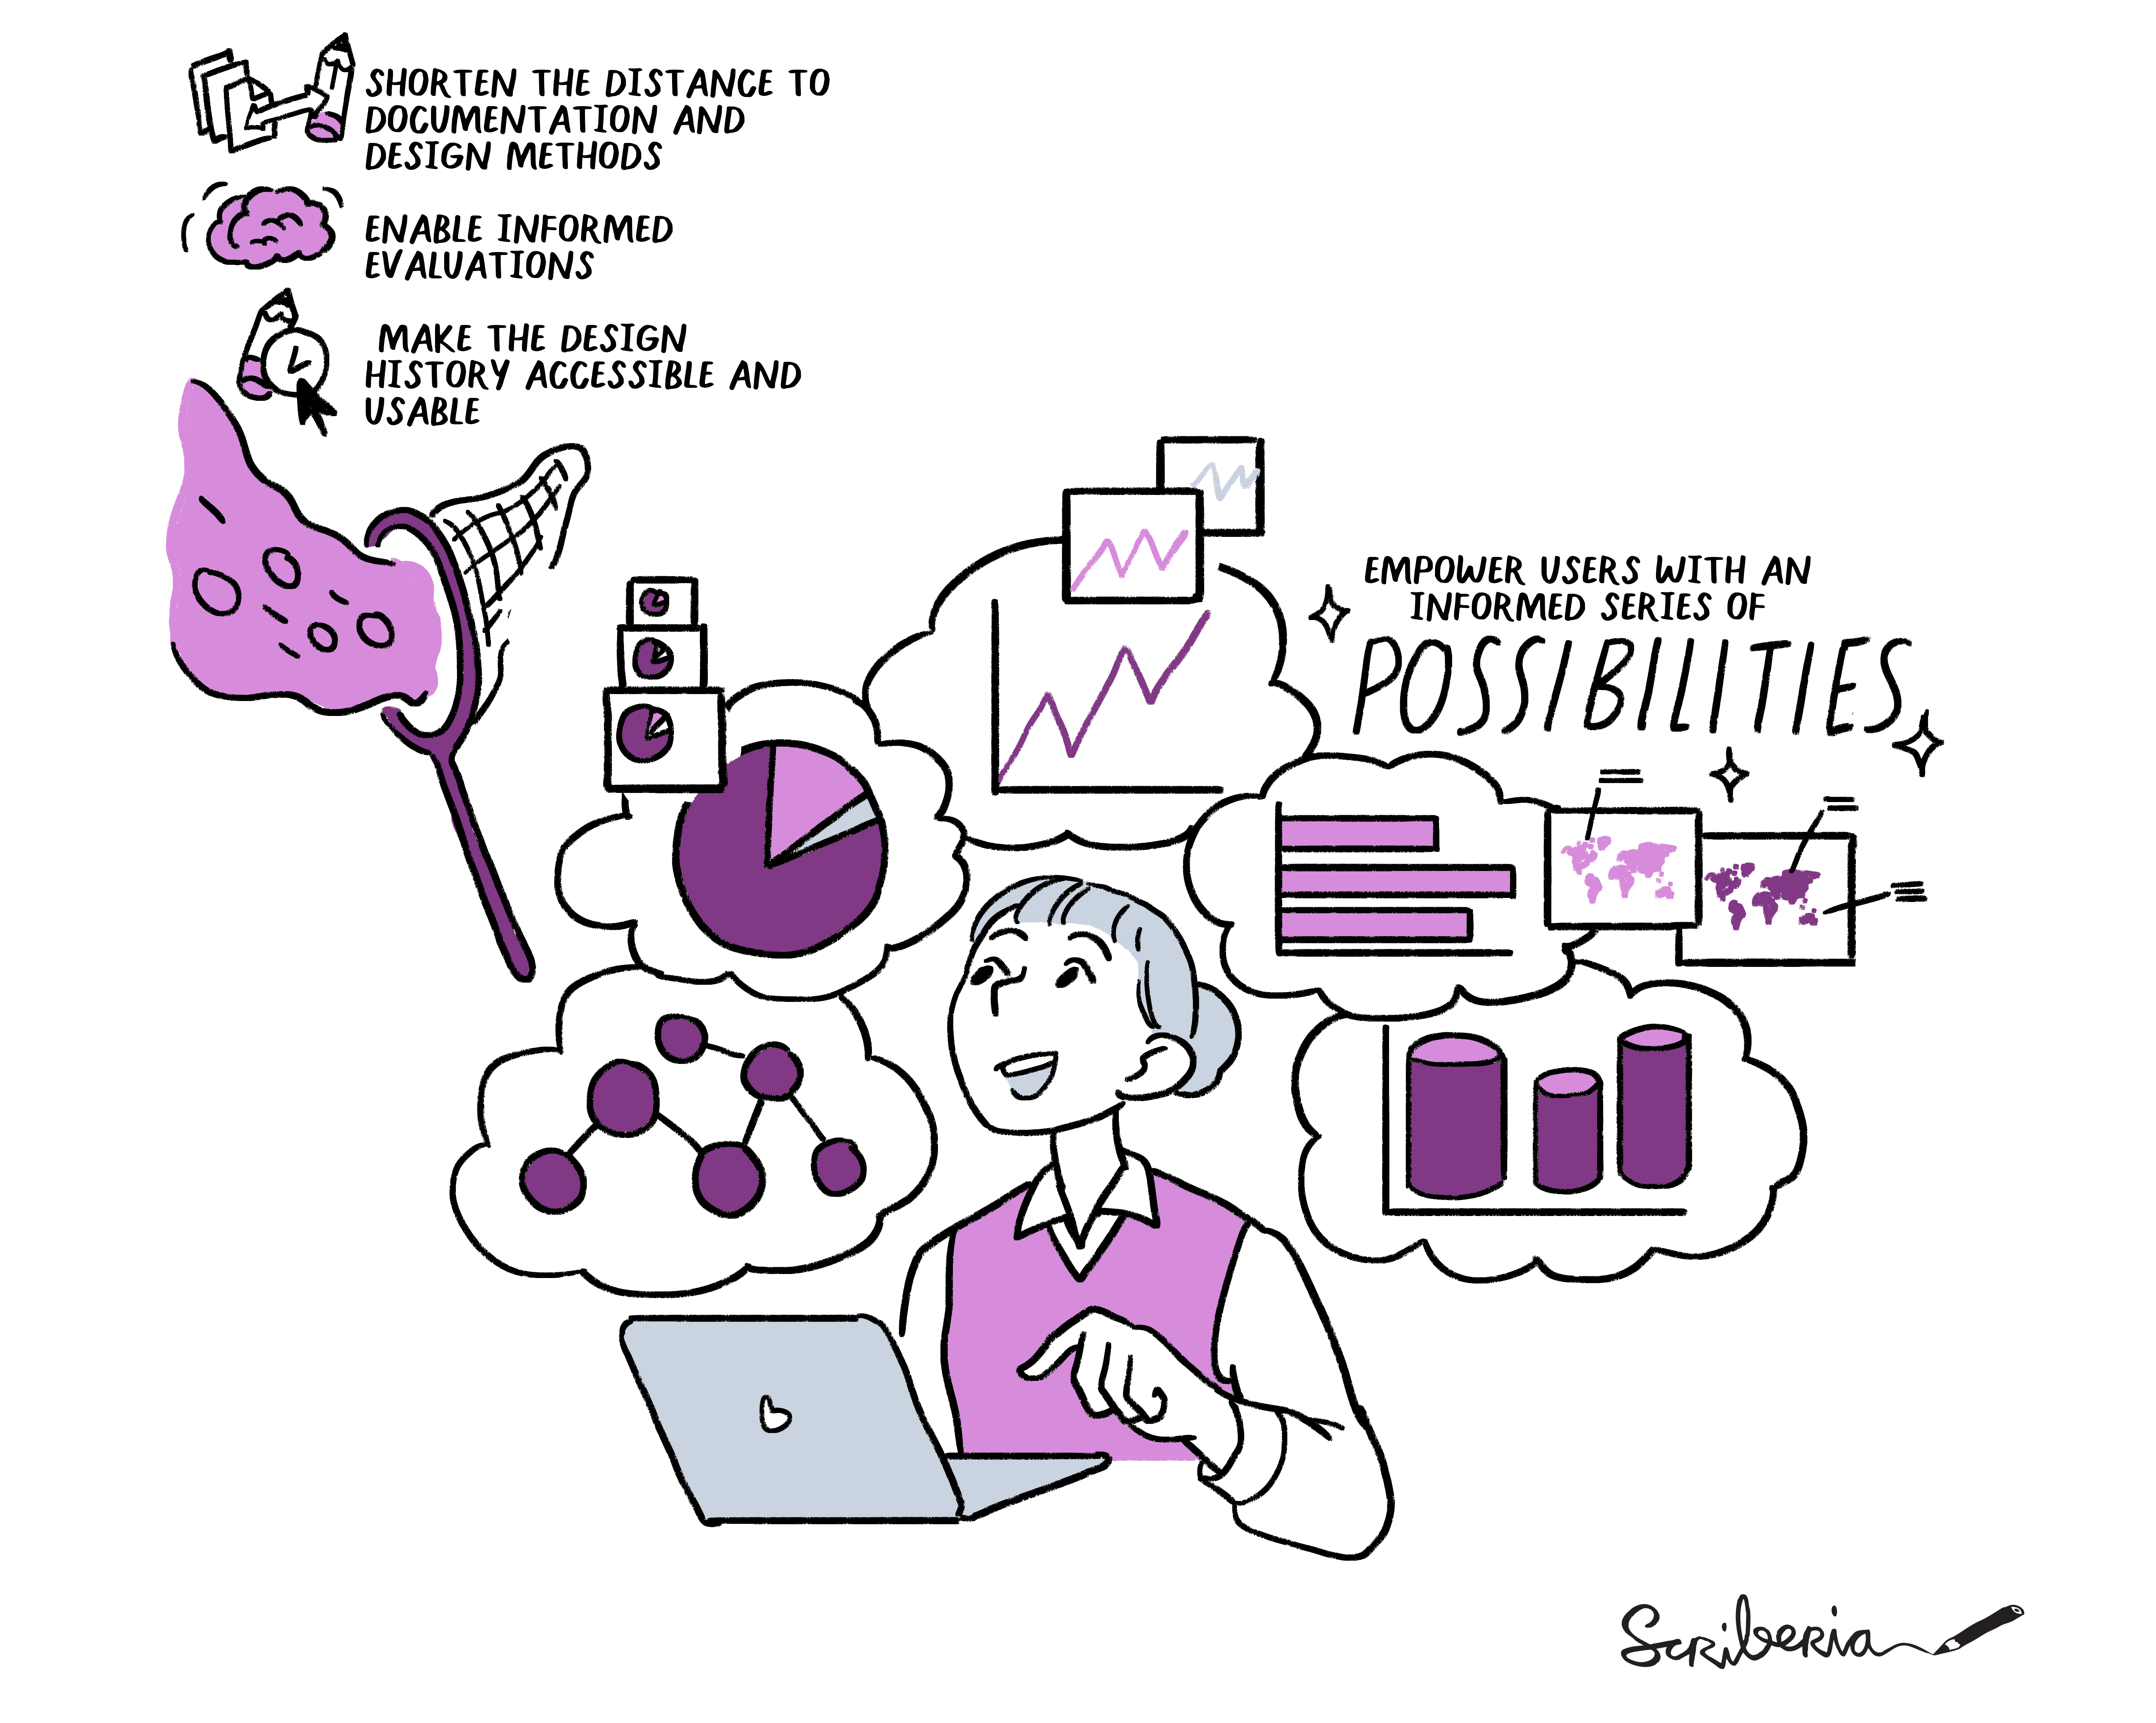 SHORTEN THE DISTANCE TO
DOCUMENTATION AND
DESIGN METHODS
ENABLE INFORMED
EVALUATIONS
MAKE THE DESIGN
HISTORY ACCESSIBLE AND
USABLE
EMPOWER USERS WITH AN
INFORMED SERIES OF
POSSIBILITIES
Scriberia